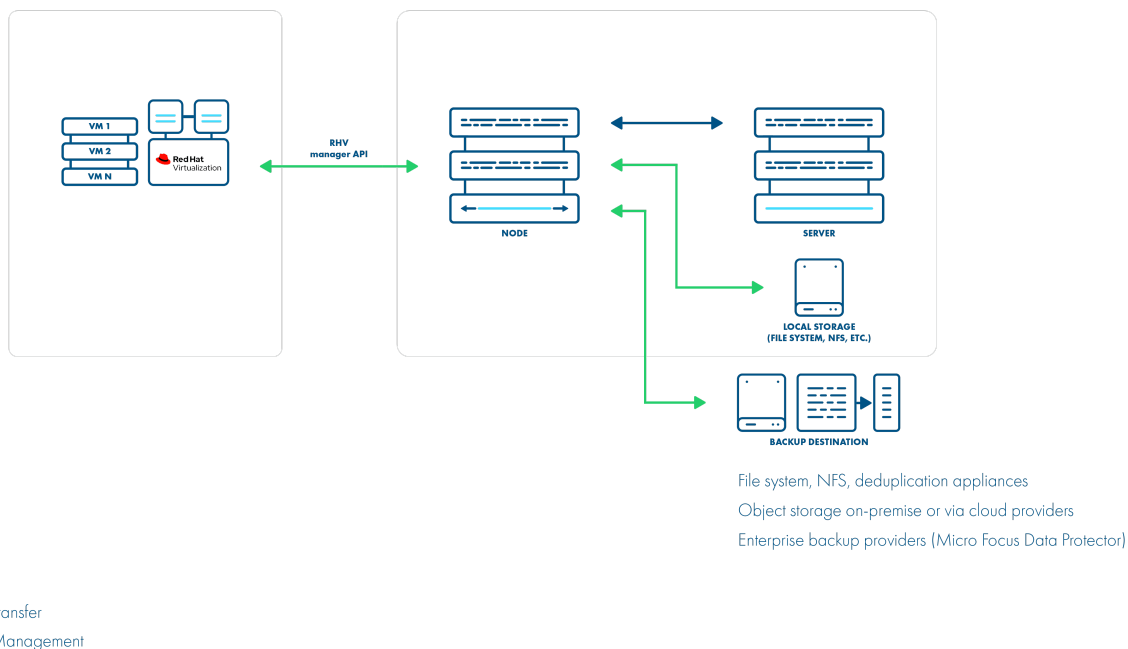 VM 1
VM 2
VM N
Red Hat
Virtualization
RHV
manager API
NODE
SERVER
LOCAL STORAGE
(FILE SYSTEM, NFS, ETC.)
BACKUP DESTINATION
File system, NFS, deduplication appliances
Object storage on-premise or via cloud providers
Enterprise backup providers (Micro Focus Data Protector)
ansfer
Management